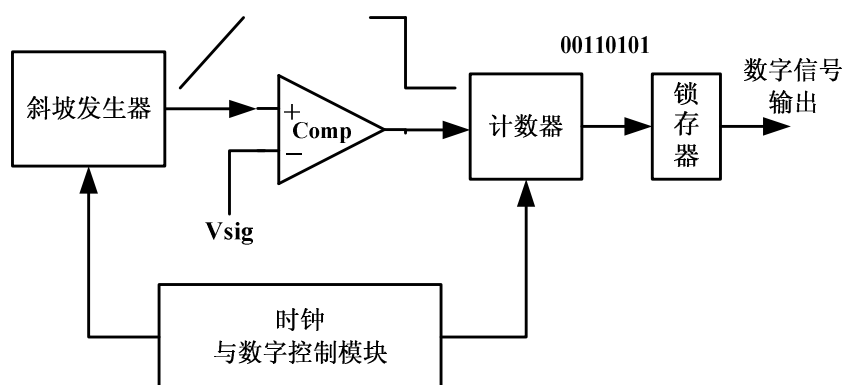 00110101
斜坡发生器
+
Comp
−
Vsig
计数器
锁存器
数字信号
输出
时钟
与数字控制模块